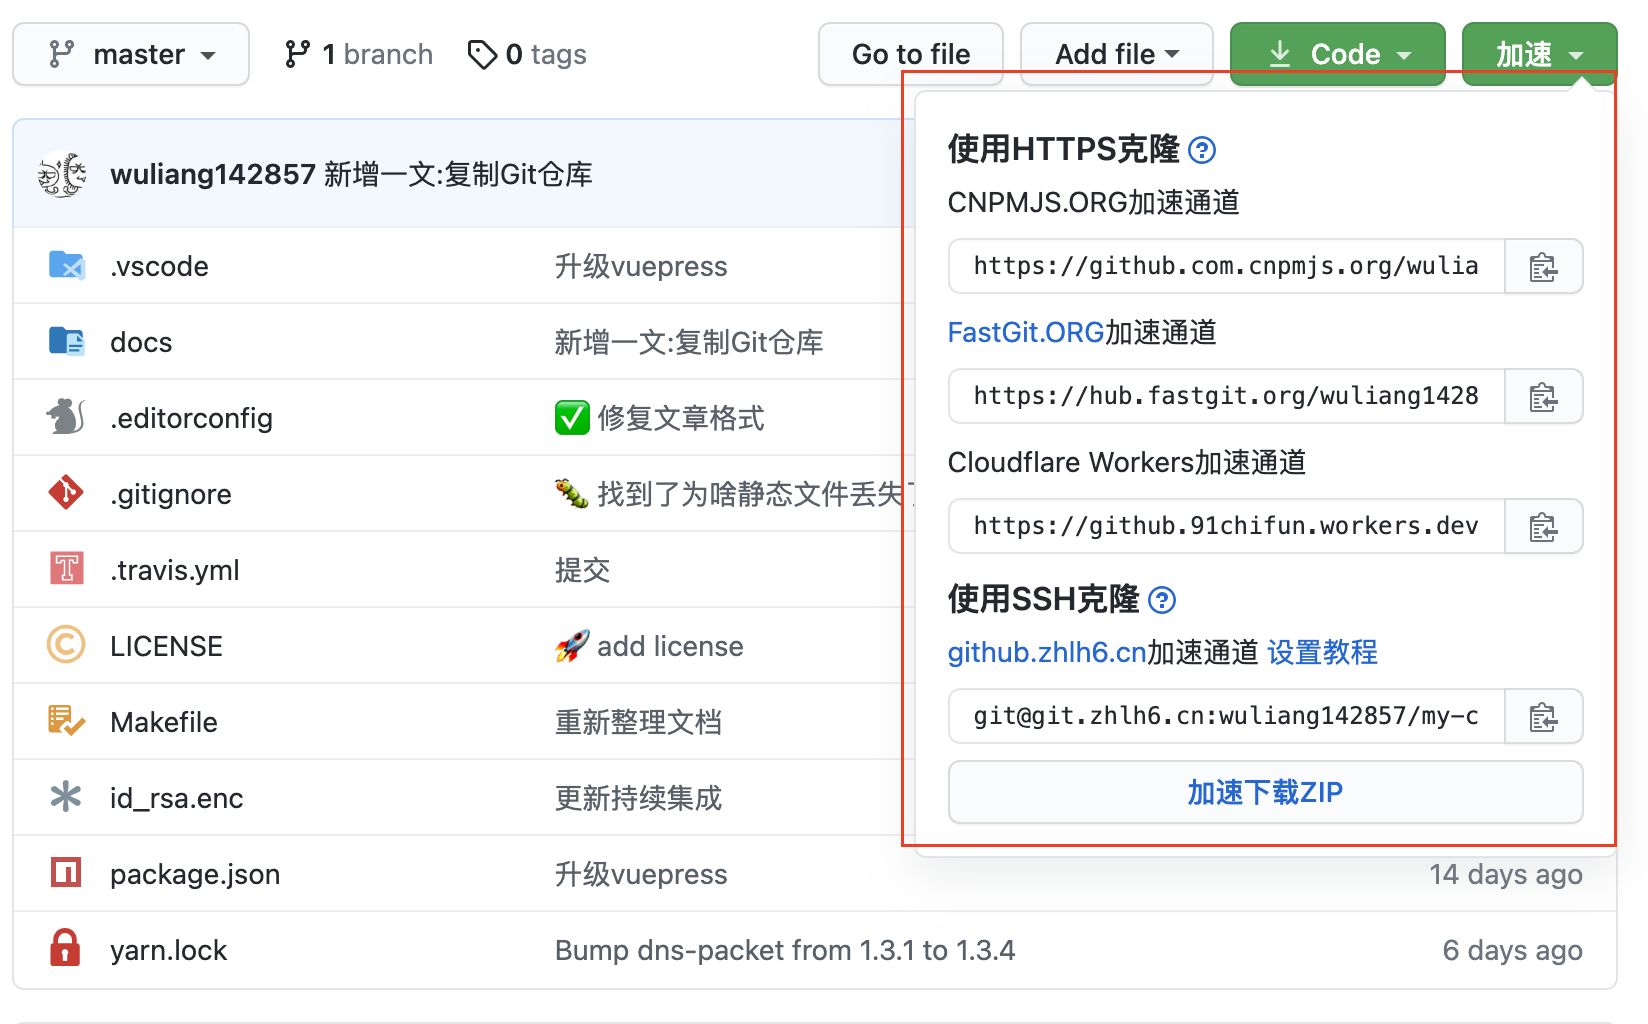 master 1 branch 0 tags Go to file Add file Code 加速
wuliang142857 新增一文:复制Git仓库
.vscode 升级vuepress
docs 新增一文:复制Git仓库
.editorconfig ✅ 修复文章格式
.gitignore 🐛 找到了为啥静态文件丢失
.travis.yml 提交
LICENSE 🚀 add license
Makefile 重新整理文档
id_rsa.enc 更新持续集成
package.json 升级vuepress 14 days ago
yarn.lock Bump dns-packet from 1.3.1 to 1.3.4 6 days ago
使用HTTPS克隆
CNPMJS.ORG加速通道
https://github.com.cnpmjs.org/wulia
FastGit.ORG加速通道
https://hub.fastgit.org/wuliang1428
Cloudflare Workers加速通道
https://github.91chifun.workers.dev
使用SSH克隆
github.zhlh6.cn加速通道 设置教程
git@git.zhlh6.cn:wuliang142857/my-c
加速下载ZIP